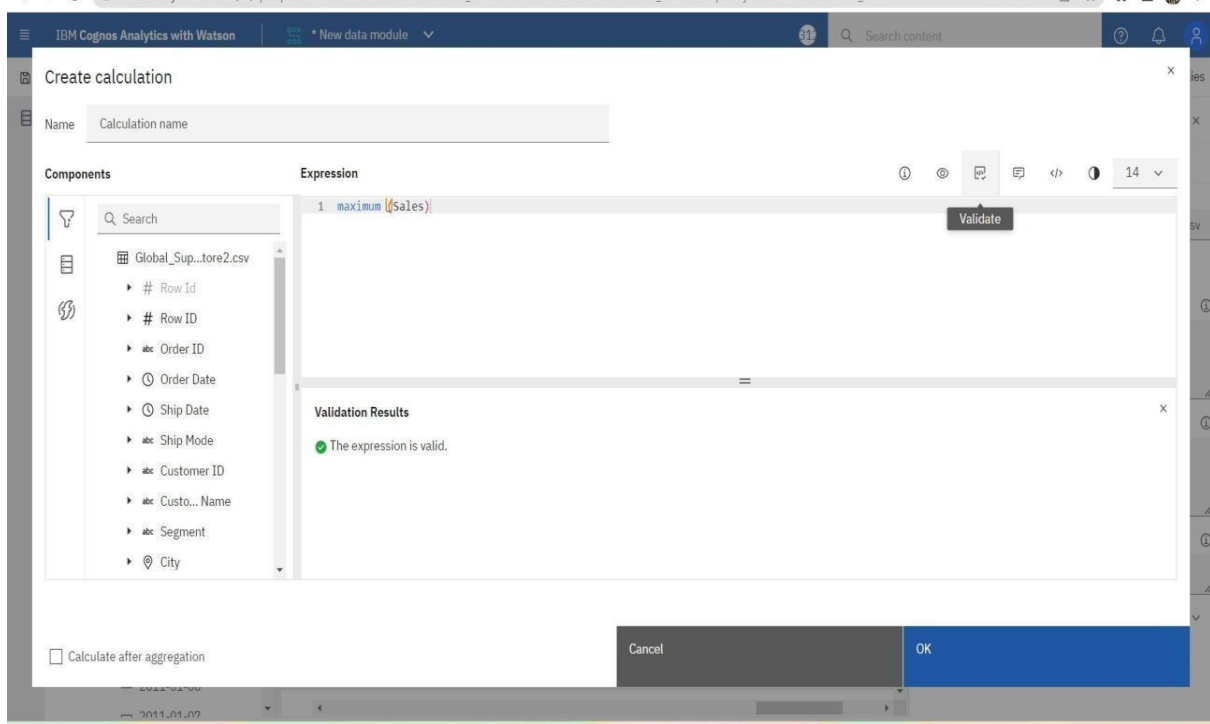 IBM Cognos Analytics with Watson
* New data module
31
Search content
Create calculation
x
ies
Name
Calculation name
x
Components
Expression
14
Search
1 maximum (Sales)
Validate
sv
Global_Sup...tore2.csv
# Row Id
# Row ID
abc Order ID
Order Date
Ship Date
Validation Results
x
abc Ship Mode
The expression is valid.
abc Customer ID
abc Custo... Name
abc Segment
City
Cancel
OK
Calculate after aggregation
2011-01-07